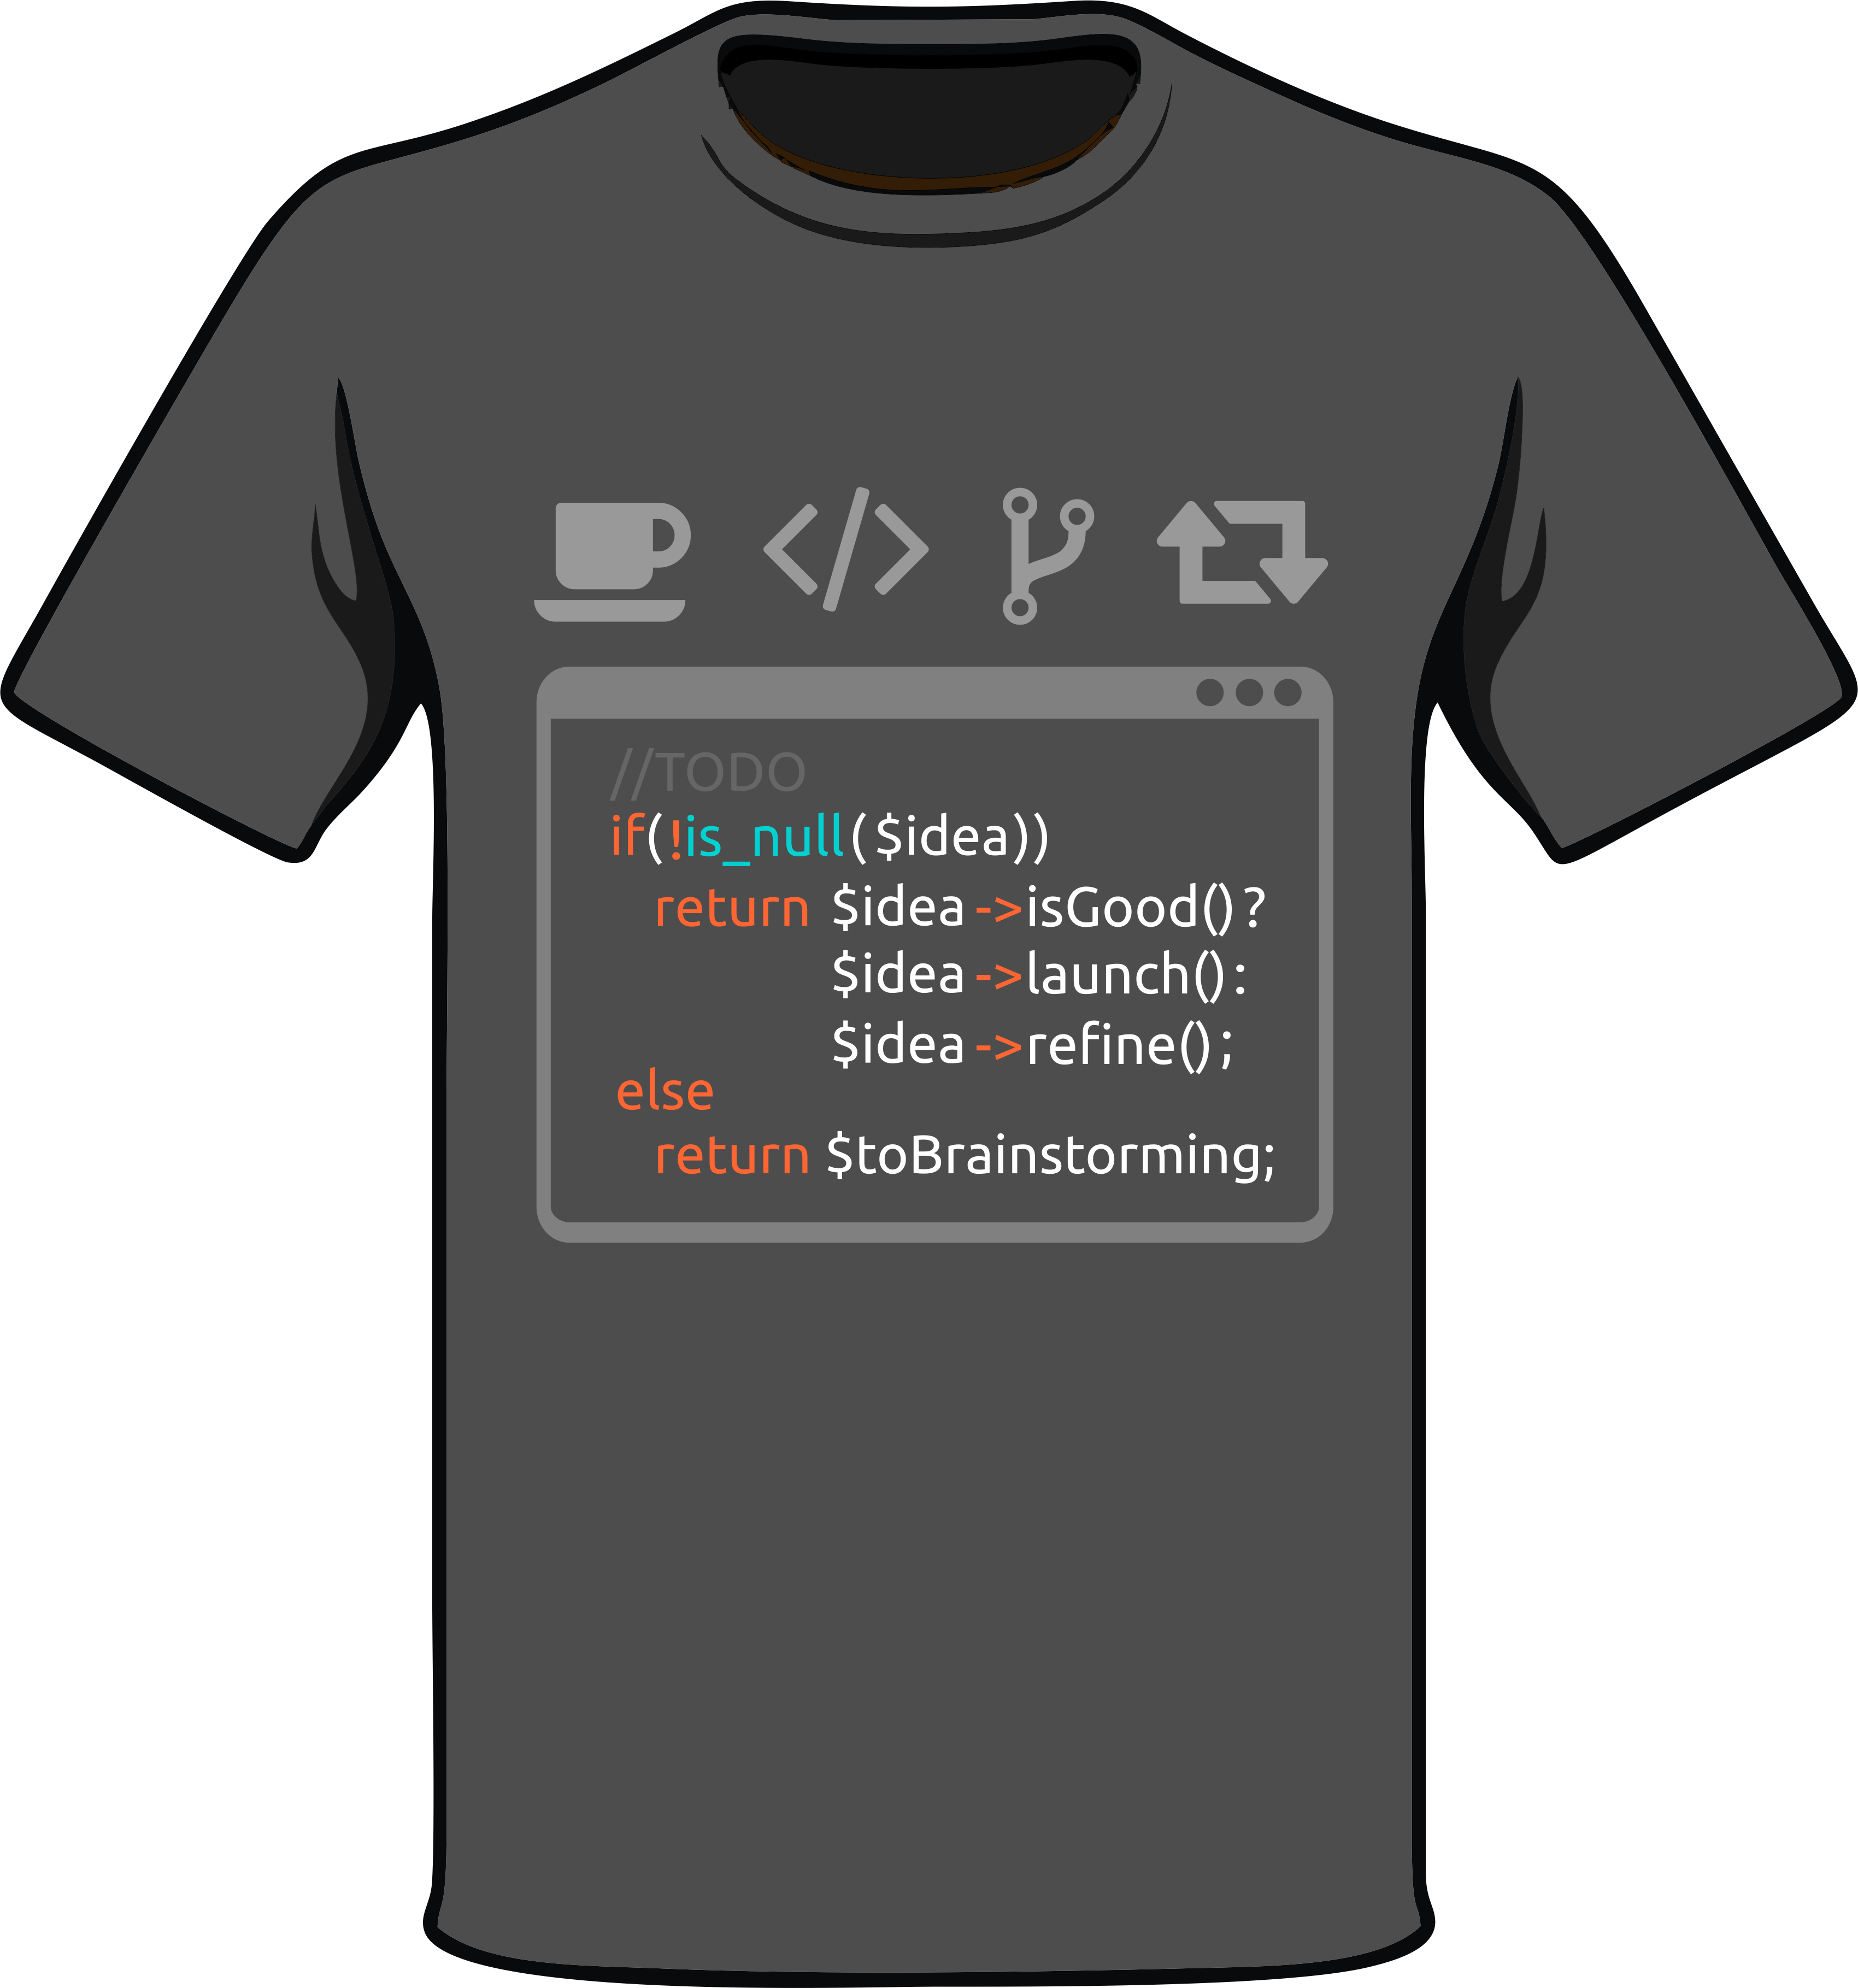 //TODO
if(!is_null($idea))
return $idea->isGood()?
$idea->launch():
$idea->refine();
else
return $toBrainstorming;